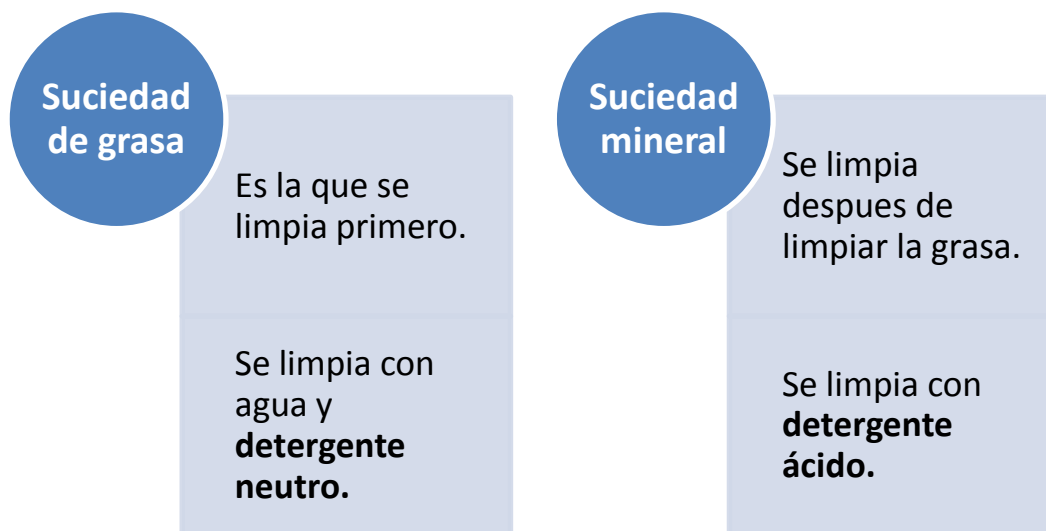 Suciedad
de grasa
Es la que se
limpia primero.
Se limpia con
agua y
detergente
neutro.
Suciedad
mineral
Se limpia
despues de
limpiar la grasa.
Se limpia con
detergente
ácido.